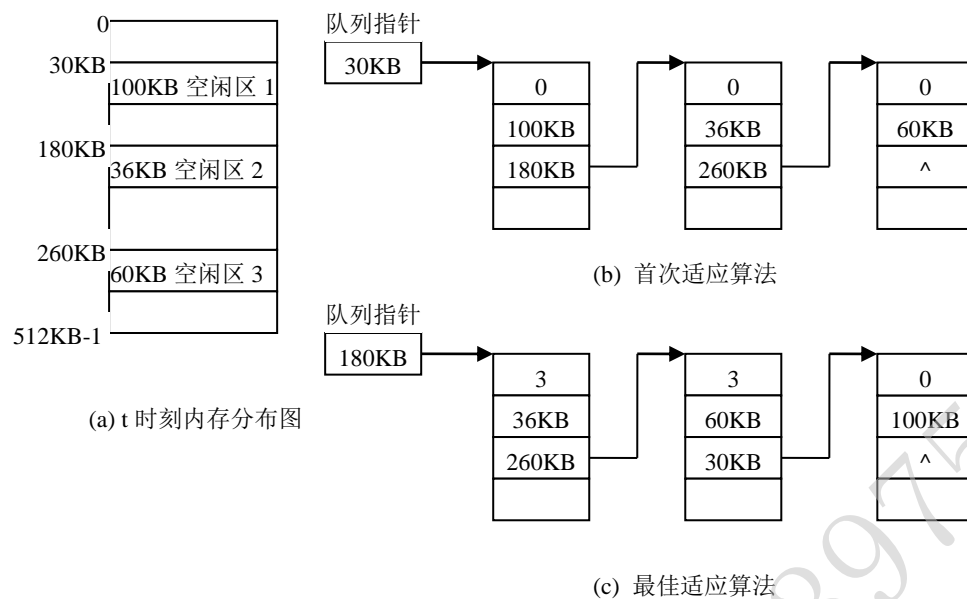 0
30KB
100KB 空闲区 1
180KB
36KB 空闲区 2
260KB
60KB 空闲区 3
512KB-1
(a) t 时刻内存分布图
队列指针
30KB
0
100KB
180KB
0
36KB
260KB
0
60KB
^
(b) 首次适应算法
队列指针
180KB
3
36KB
260KB
3
60KB
30KB
0
100KB
^
(c) 最佳适应算法